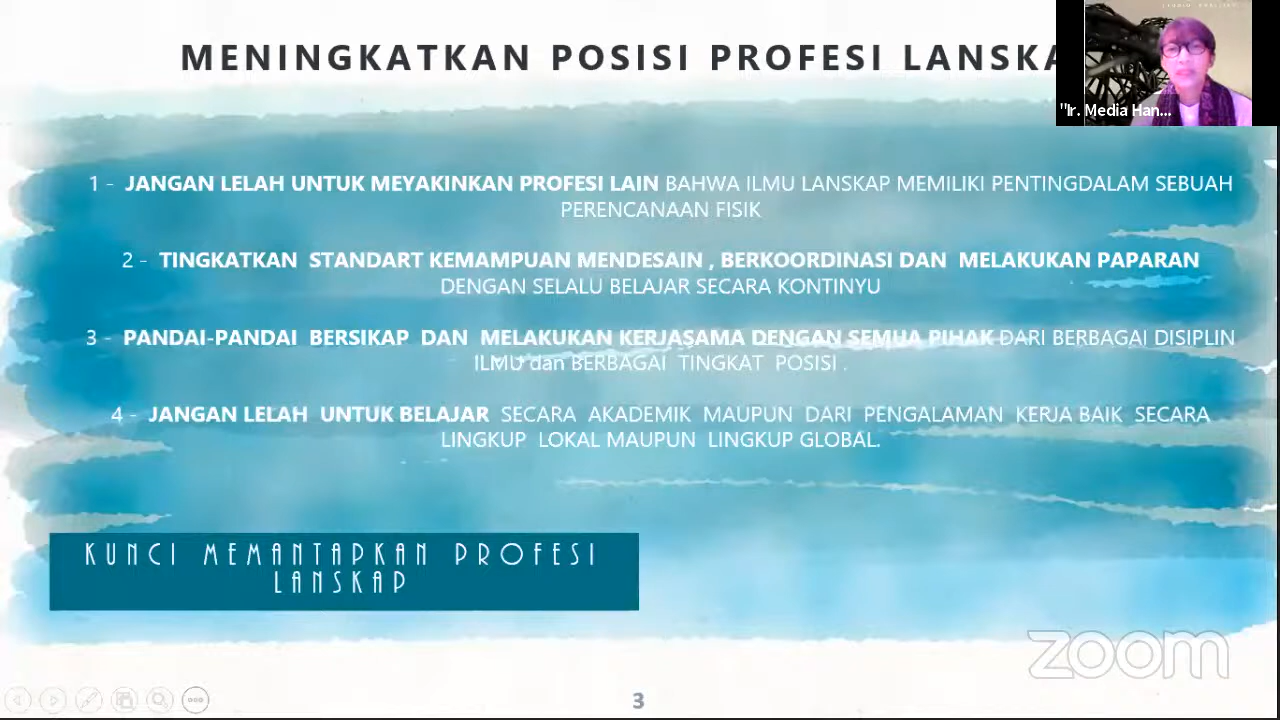 MENINGKATKAN POSISI PROFESI
"Ir. Media Han...
1 - JANGAN LELAH UNTUK MEYAKINKAN PROFESI LAIN BAHWA ILMU LANSKAP MEMILIKI PENTINGDALAM SEBUAH
PERENCANAAN FISIK
2 - TINGKATKAN STANDART KEMAMPUAN MENDESAIN , BERKOORDINASI DAN MELAKUKAN PAPARAN
DENGAN SELALU BELAJAR SECARA KONTINYU
3 - PANDAI-PANDAI BERSIKAP DAN MELAKUKAN KERJASAMA DENGAN SEMUA PIHAK DARI BERBAGAI DISIPLIN
ILMU dan BERBAGAI TINGKAT POSISI .
4 - JANGAN LELAH UNTUK BELAJAR SECARA AKADEMIK MAUPUN DARI PENGALAMAN KERJA BAIK SECARA
LINGKUP LOKAL MAUPUN LINGKUP GLOBAL.
KUNCI MEMANTAPKAN PROFESI
LANSKAP
zoom
3